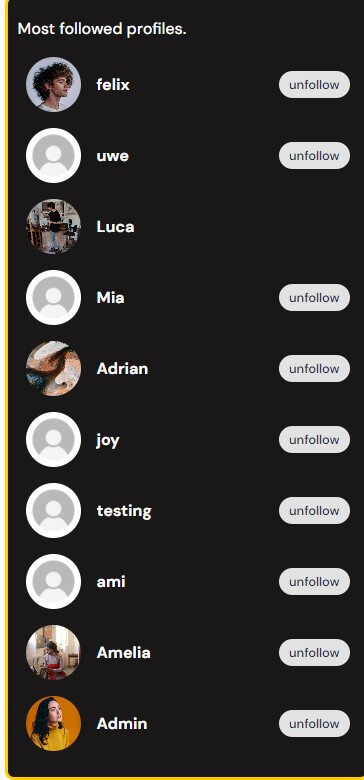 Most followed profiles.
felix unfollow
uwe unfollow
Luca
Mia unfollow
Adrian unfollow
joy unfollow
testing unfollow
ami unfollow
Amelia unfollow
Admin unfollow